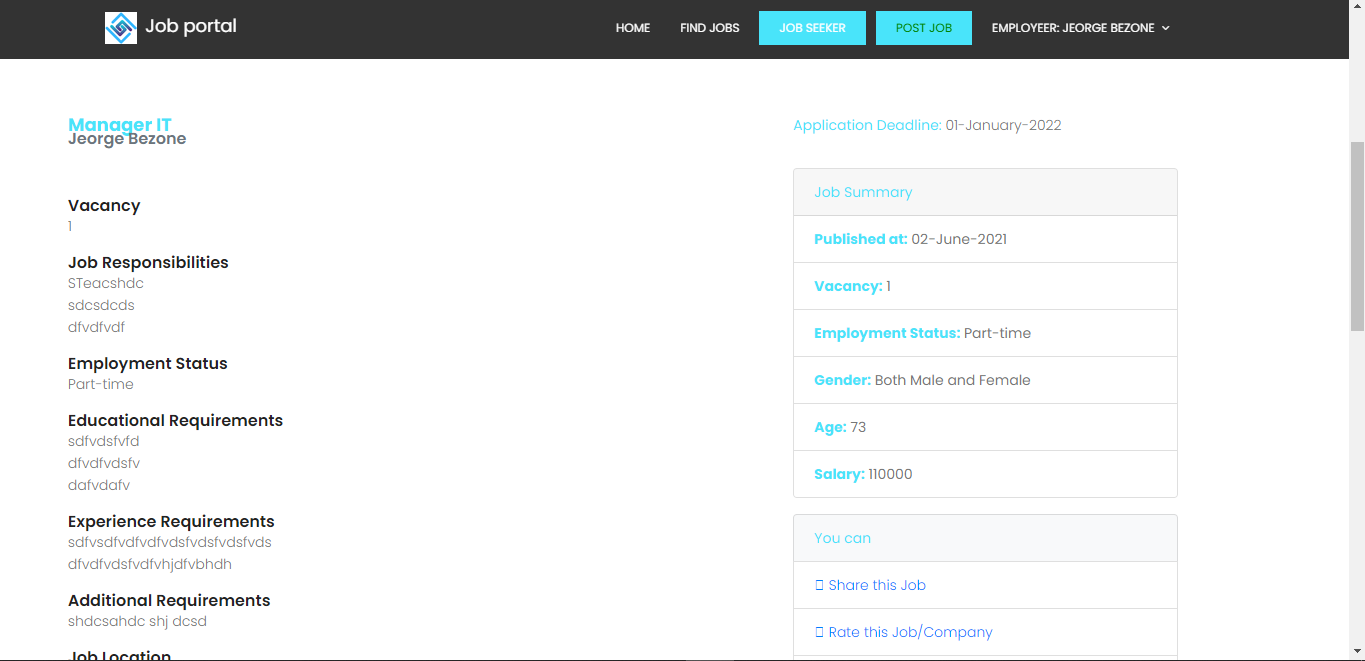 Job portal
HOME
FIND JOBS
JOB SEEKER
POST JOB
EMPLOYEER: JEORGE BEZONE
Manager IT
Jeorge Bezone
Vacancy
1
Job Responsibilities
STeacshdc
sdcsdcds
dfvdfvdf
Employment Status
Part-time
Educational Requirements
sdfvdsfvfd
dfvdfvdsfv
dafvdafv
Experience Requirements
sdfvsdfvdfvdfvdsfvdsfvdsfvds
dfvdfvdsfvdfvhjdfvbhdh
Additional Requirements
shdcsahdc shj dcsd
Job Location
Application Deadline: 01-January-2022
Job Summary
Published at: 02-June-2021
Vacancy: 1
Employment Status: Part-time
Gender: Both Male and Female
Age: 73
Salary: 110000
You can
Share this Job
Rate this Job/Company